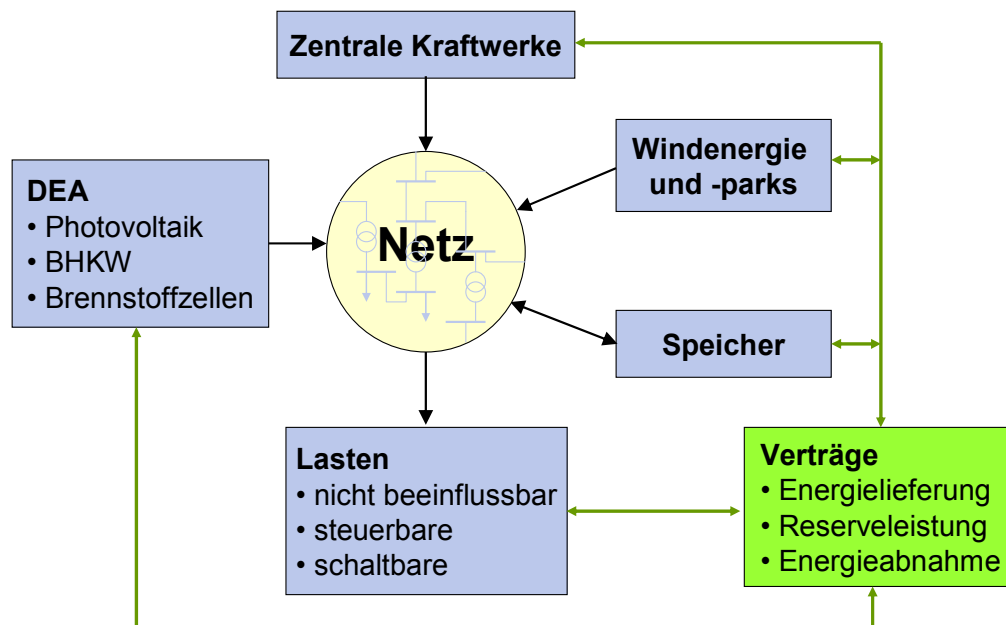 Zentrale Kraftwerke
Windenergie
und -parks
DEA
• Photovoltaik
• BHKW
• Brennstoffzellen
Netz
Speicher
Lasten
• nicht beeinflussbar
• steuerbare
• schaltbare
Verträge
• Energielieferung
• Reserveleistung
• Energieabnahme